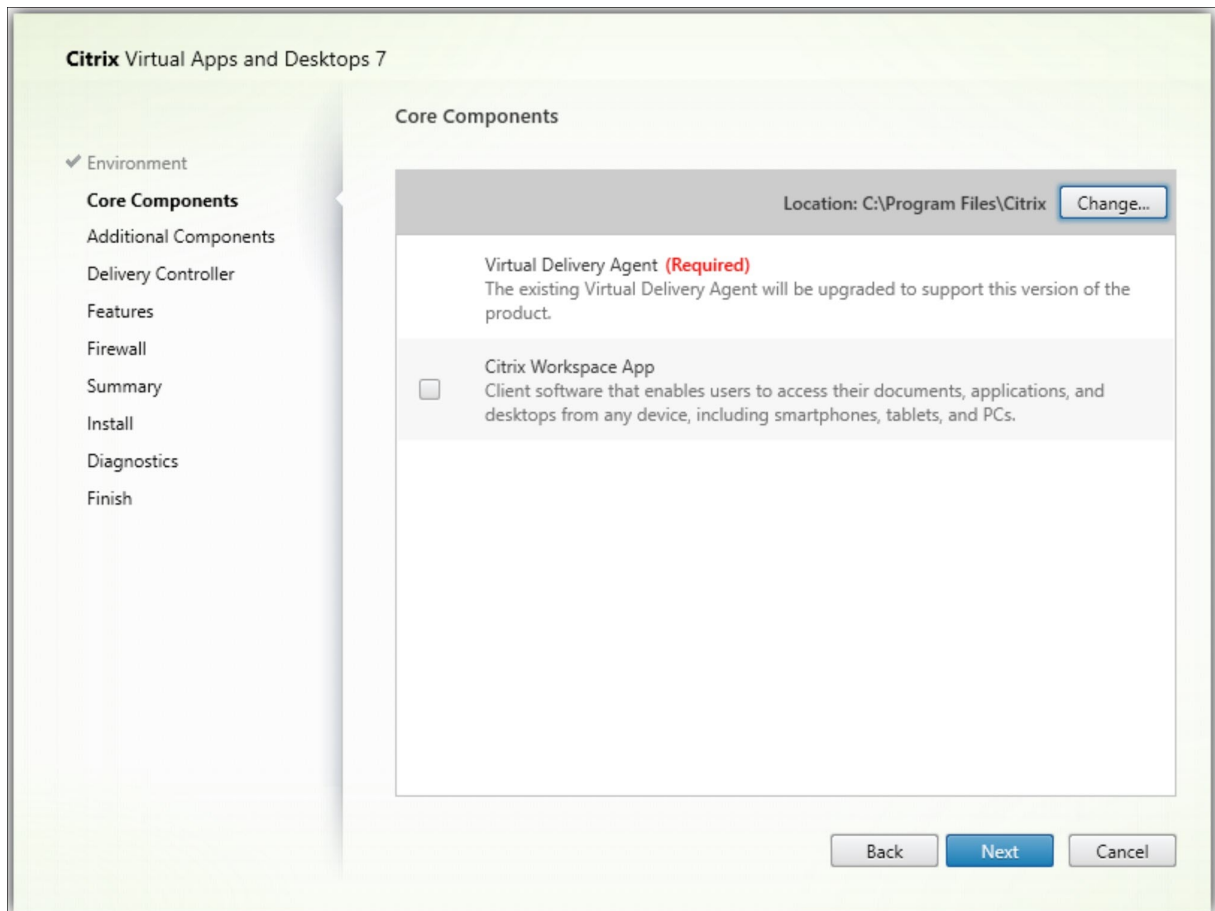 Citrix Virtual Apps and Desktops 7
Environment
Core Components
Additional Components
Delivery Controller
Features
Firewall
Summary
Install
Diagnostics
Finish
Core Components
Location: C:\Program Files\Citrix Change...
Virtual Delivery Agent (Required)
The existing Virtual Delivery Agent will be upgraded to support this version of the
product.
Citrix Workspace App
Client software that enables users to access their documents, applications, and
desktops from any device, including smartphones, tablets, and PCs.
Back Next Cancel